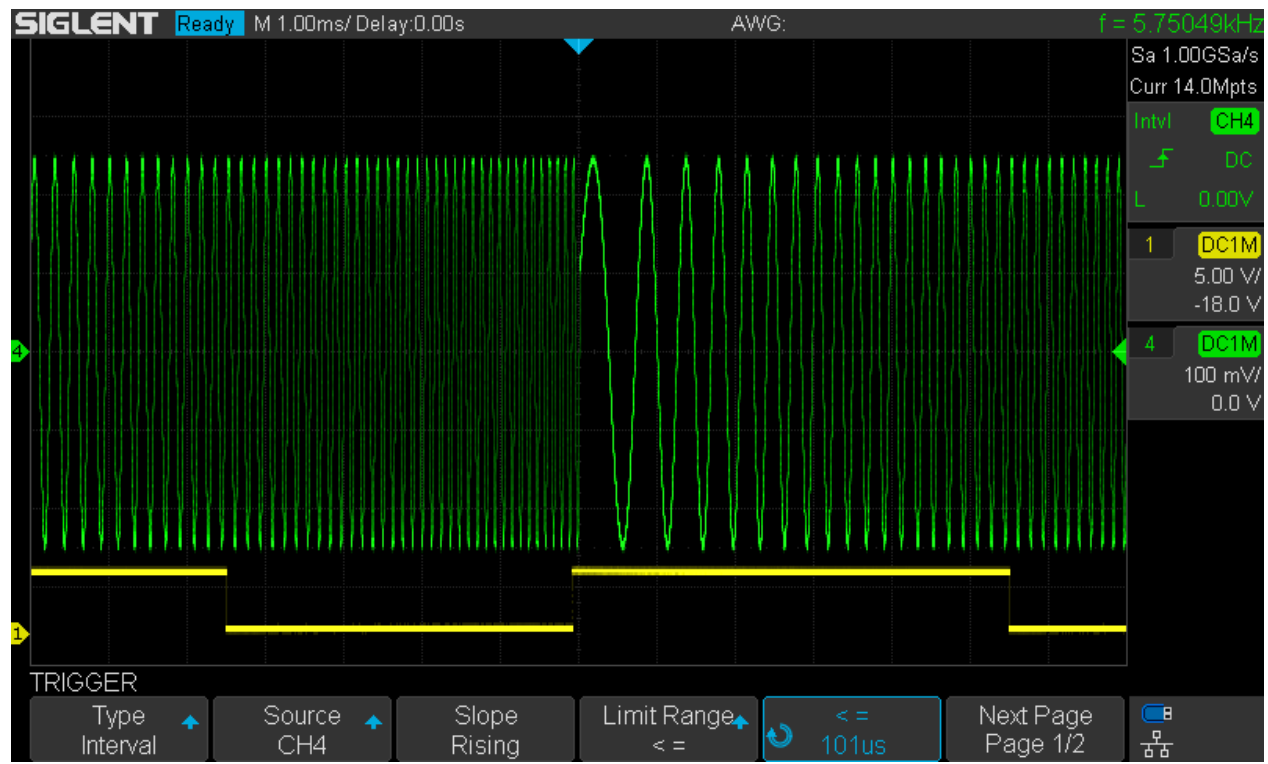 SIGLENT Ready M 1.00ms/ Delay:0.00s AWG: f = 5.75049kHz
Sa 1.00GSa/s
Curr 14.0Mpts
Intvl CH4
DC
L 0.00V
1 DC1M
5.00 V/
-18.0 V
4 DC1M
100 mV/
0.0 V
4
1
TRIGGER
Type Source Slope Limit Range < = Next Page
Interval CH4 Rising < = 101us Page 1/2